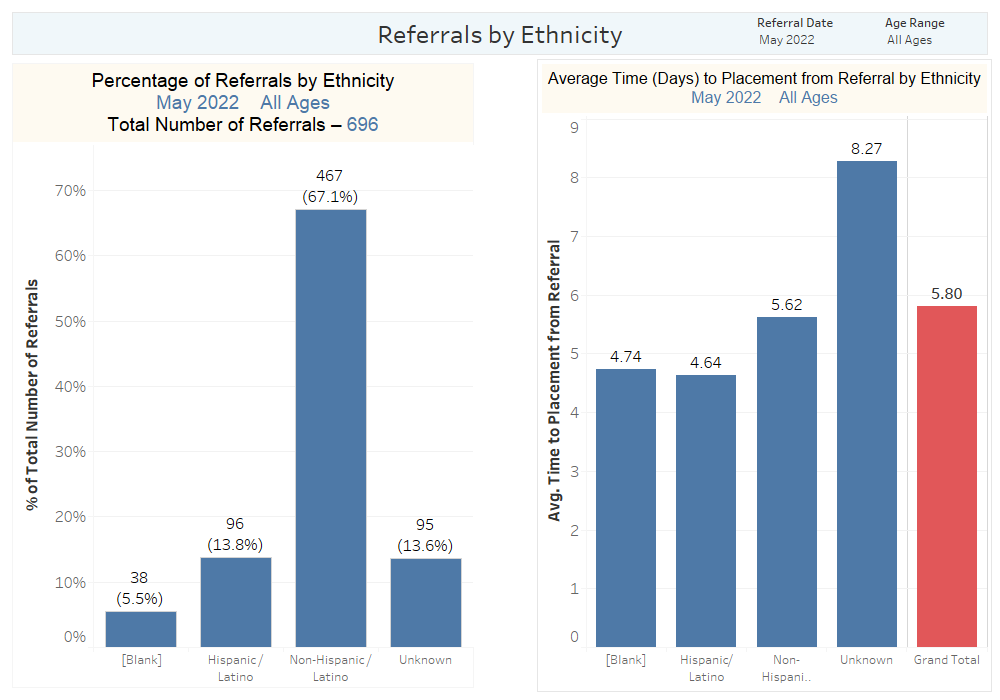 Referrals by Ethnicity
Referral Date
May 2022
Age Range
All Ages
Percentage of Referrals by Ethnicity
May 2022 All Ages
Total Number of Referrals – 696
% of Total Number of Referrals
70%
60%
50%
40%
30%
20%
10%
0%
38
(5.5%)
96
(13.8%)
467
(67.1%)
95
(13.6%)
[Blank]
Hispanic /
Latino
Non-Hispanic /
Latino
Unknown
Average Time (Days) to Placement from Referral by Ethnicity
May 2022 All Ages
Avg. Time to Placement from Referral
9
8
7
6
5
4
3
2
1
0
4.74
4.64
5.62
8.27
5.80
[Blank]
Hispanic/
Latino
Non-
Hispani..
Unknown
Grand Total